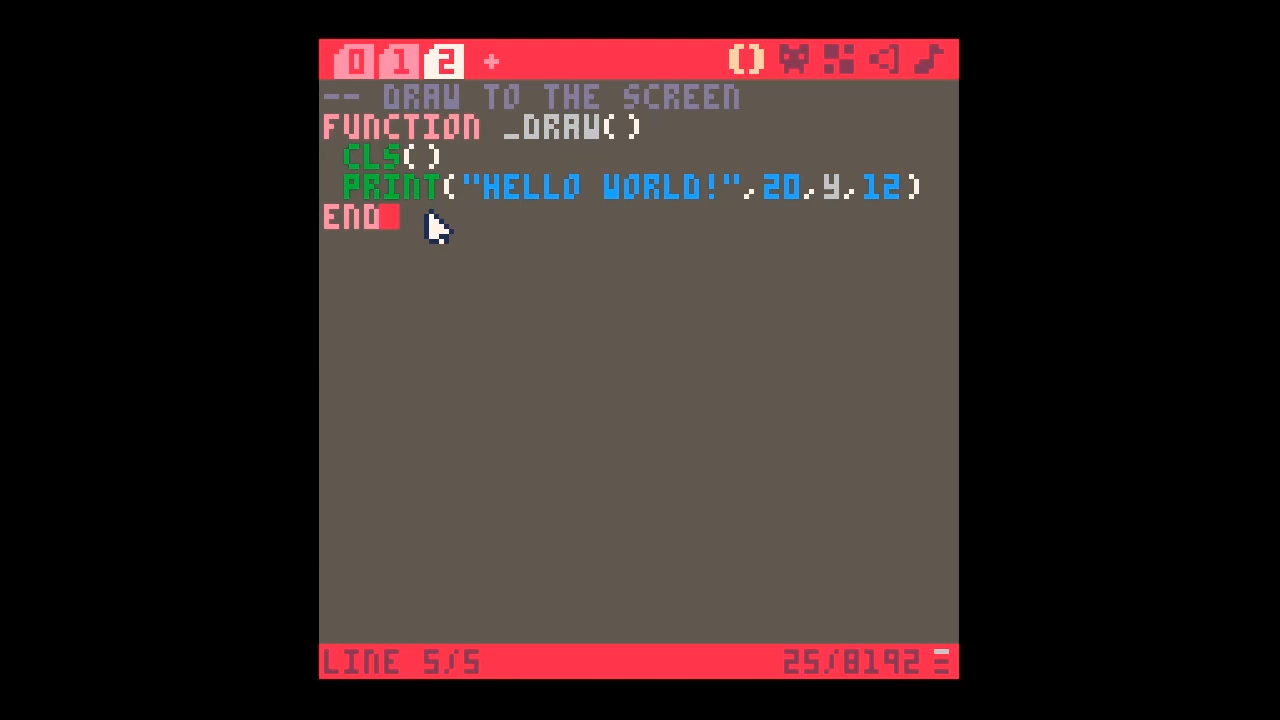 0 1 2 +
-- DRAW TO THE SCREEN
FUNCTION _DRAW()
CLS()
PRINT("HELLO WORLD!",20,Y,12)
END
LINE 5/5 25/8192